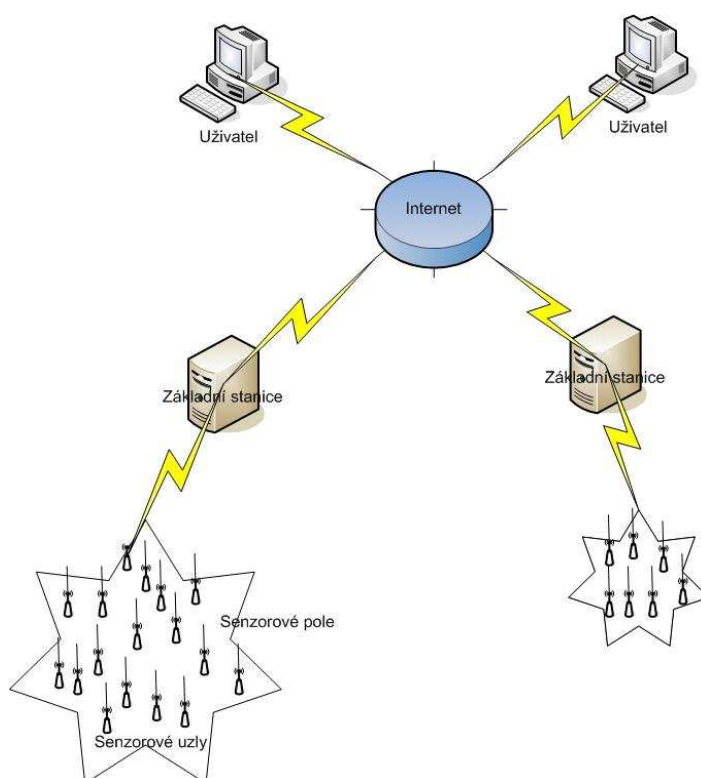 Uživatel
Uživatel
Internet
Základní stanice
Základní stanice
Senzorové pole
Senzorové uzly